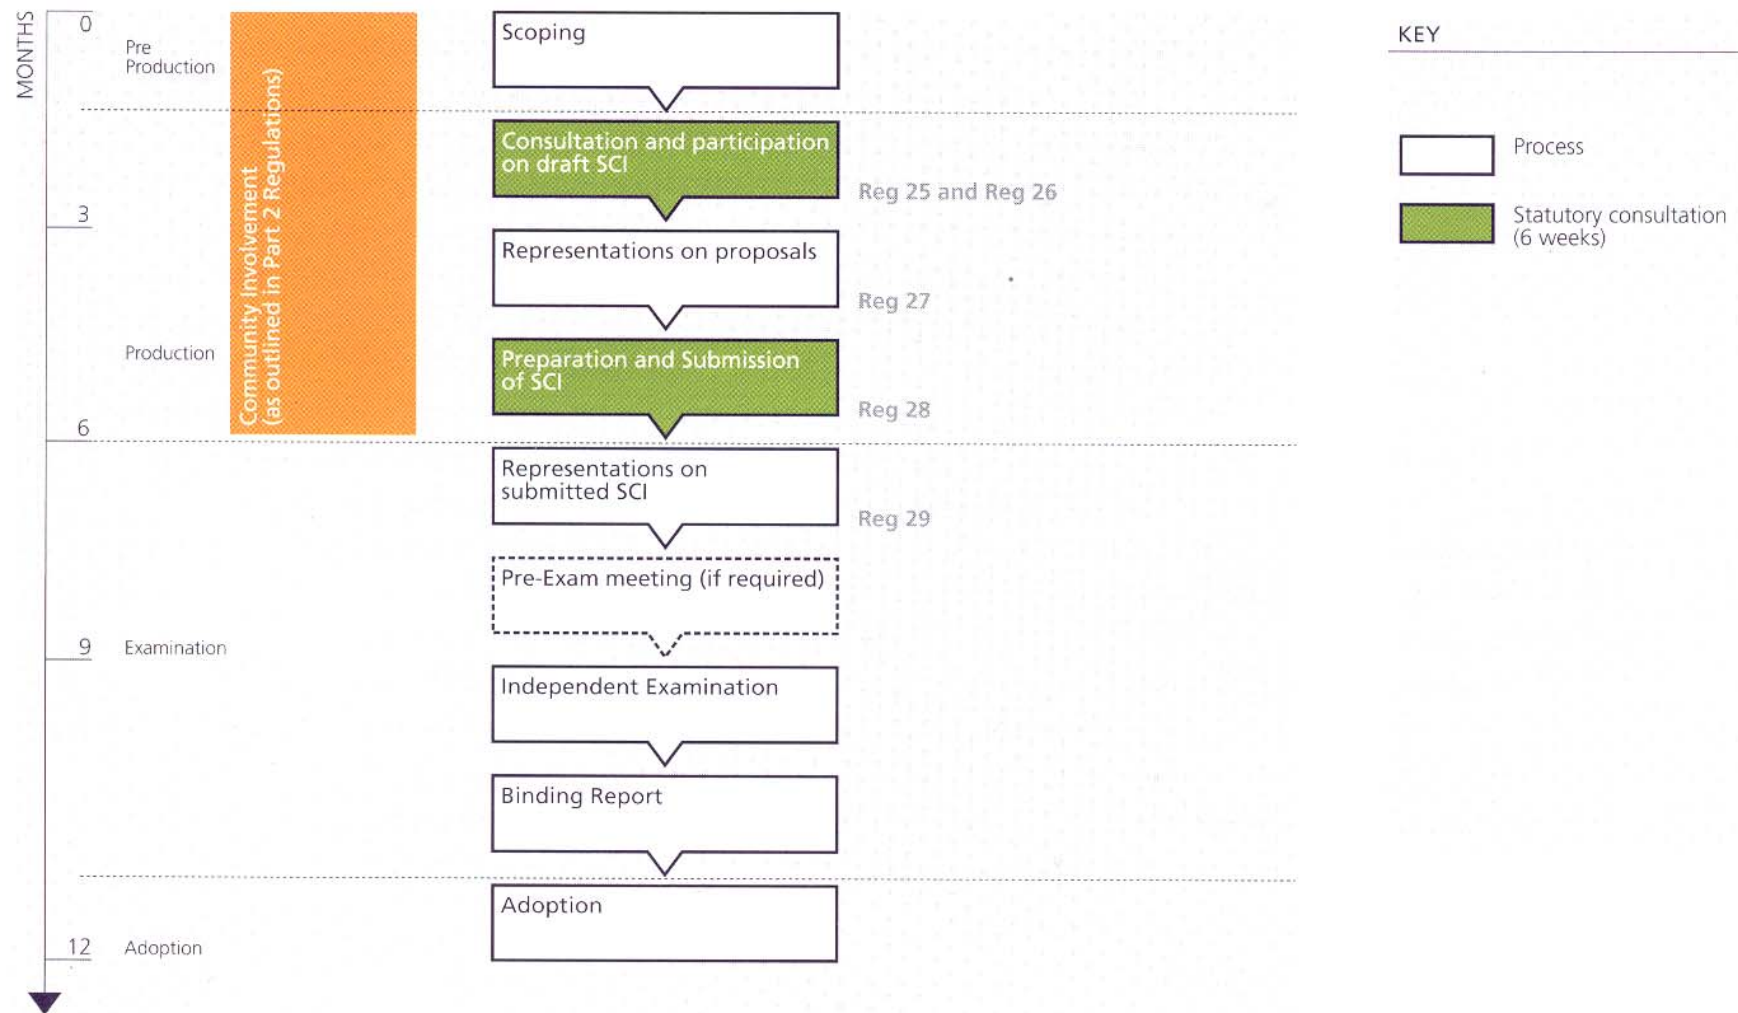 MONTHS
0
3
6
9
12
Pre
Production
Production
Examination
Adoption
Community Involvement
(as outlined in Part 2 Regulations)
Scoping
Consultation and participation
on draft SCI
Reg 25 and Reg 26
Representations on proposals
Reg 27
Preparation and Submission
of SCI
Reg 28
Representations on
submitted SCI
Reg 29
Pre-Exam meeting (if required)
Independent Examination
Binding Report
Adoption
KEY
Process
Statutory consultation
(6 weeks)